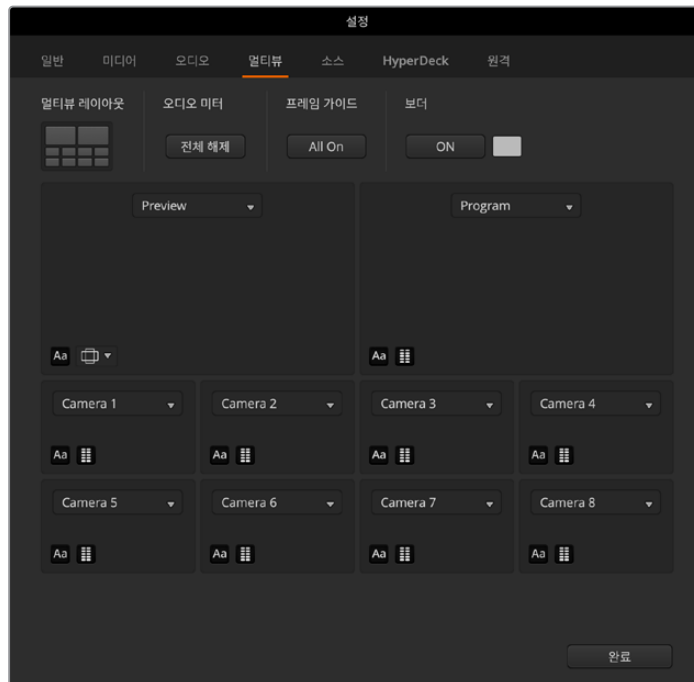 설정
일반 미디어 오디오 멀티뷰 소스 HyperDeck 원격
멀티뷰 레이아웃 오디오 미터 프레임 가이드 보더
전체 해제 All On ON
Preview Program
Aa Aa
Camera 1 Camera 2 Camera 3 Camera 4
Aa Aa Aa Aa
Camera 5 Camera 6 Camera 7 Camera 8
Aa Aa Aa Aa
완료